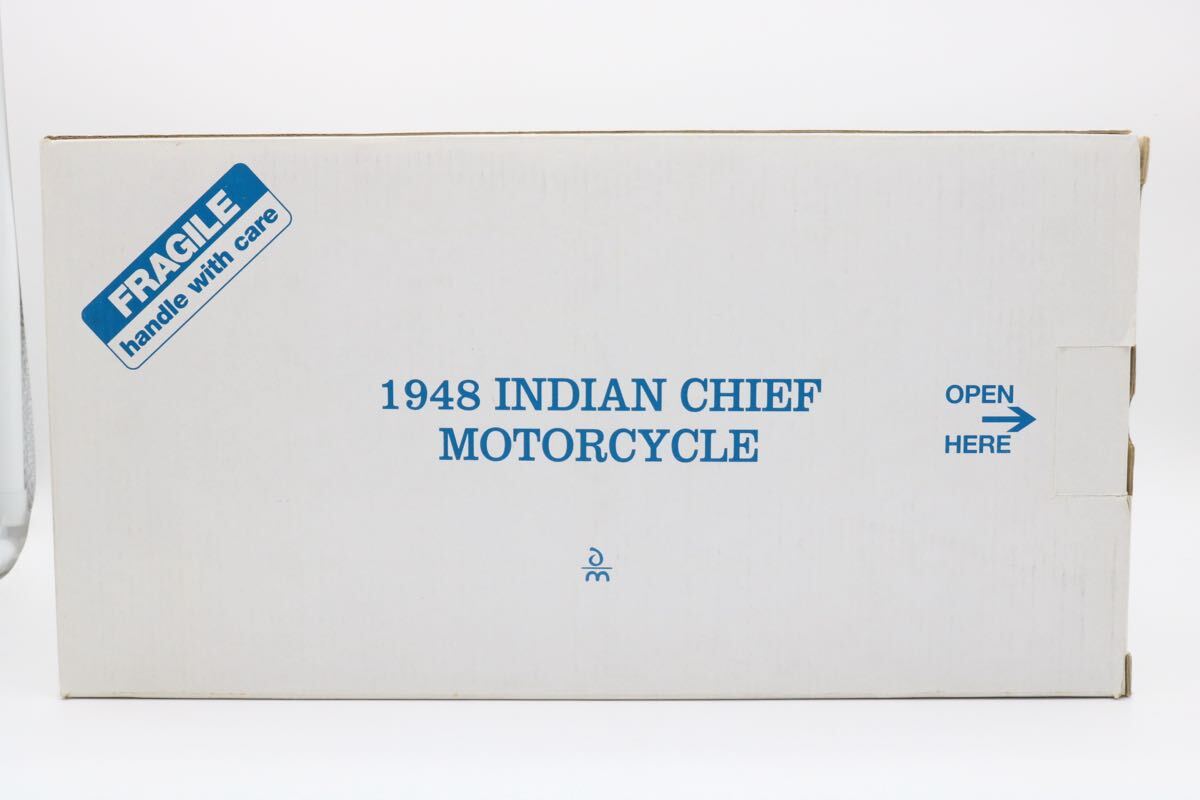 FRAGILE
handle with care
1948 INDIAN CHIEF
MOTORCYCLE
OPEN
HERE